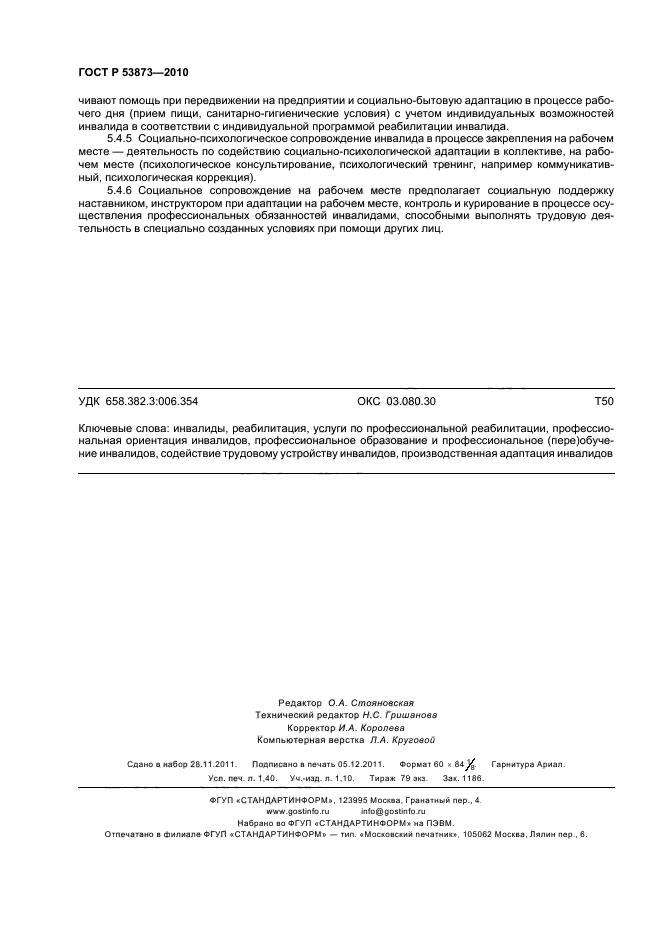 ГОСТ Р 53873—2010
чивают помощь при передвижении на предприятии и социально-бытовую адаптацию в процессе рабо-
чего дня (прием пищи, санитарно-гигиенические условия) с учетом индивидуальных возможностей
инвалида в соответствии с индивидуальной программой реабилитации инвалида.
5.4.5 Социально-психологическое сопровождение инвалида в процессе закрепления на рабочем
месте — деятельность по содействию социально-психологической адаптации в коллективе, на рабо-
чем месте (психологическое консультирование, психологический тренинг, например коммуникатив-
ный, психологическая коррекция).
5.4.6 Социальное сопровождение на рабочем месте предполагает социальную поддержку
наставником, инструктором при адаптации на рабочем месте, контроль и курирование в процессе осу-
ществления профессиональных обязанностей инвалидами, способными выполнять трудовую дея-
тельность в специально созданных условиях при помощи других лиц.
УДК 658.382.3:006.354 ОКС 03.080.30 Т50
Ключевые слова: инвалиды, реабилитация, услуги по профессиональной реабилитации, профессио-
нальная ориентация инвалидов, профессиональное образование и профессиональное (пере)обуче-
ние инвалидов, содействие трудовому устройству инвалидов, производственная адаптация инвалидов
Редактор О.А. Стояновская
Технический редактор Н.С. Гришанова
Корректор И.А. Королева
Компьютерная верстка Л.А. Круговой
Сдано в набор 28.11.2011. Подписано в печать 05.12.2011. Формат 60 × 84 Гарнитура Ариал.
Усп. печ. л. 1,40. Уч.-изд. л. 1,10. Тираж 79 экз. Зак. 1186.
ФГУП «СТАНДАРТИНФОРМ», 123995 Москва, Гранатный пер., 4.
www.gostinfo.ru info@gostinfo.ru
Набрано во ФГУП «СТАНДАРТИНФОРМ» на ПЭВМ.
Отпечатано в филиале ФГУП «СТАНДАРТИНФОРМ» — тип. «Московский печатник», 105062 Москва, Лялин пер., 6.